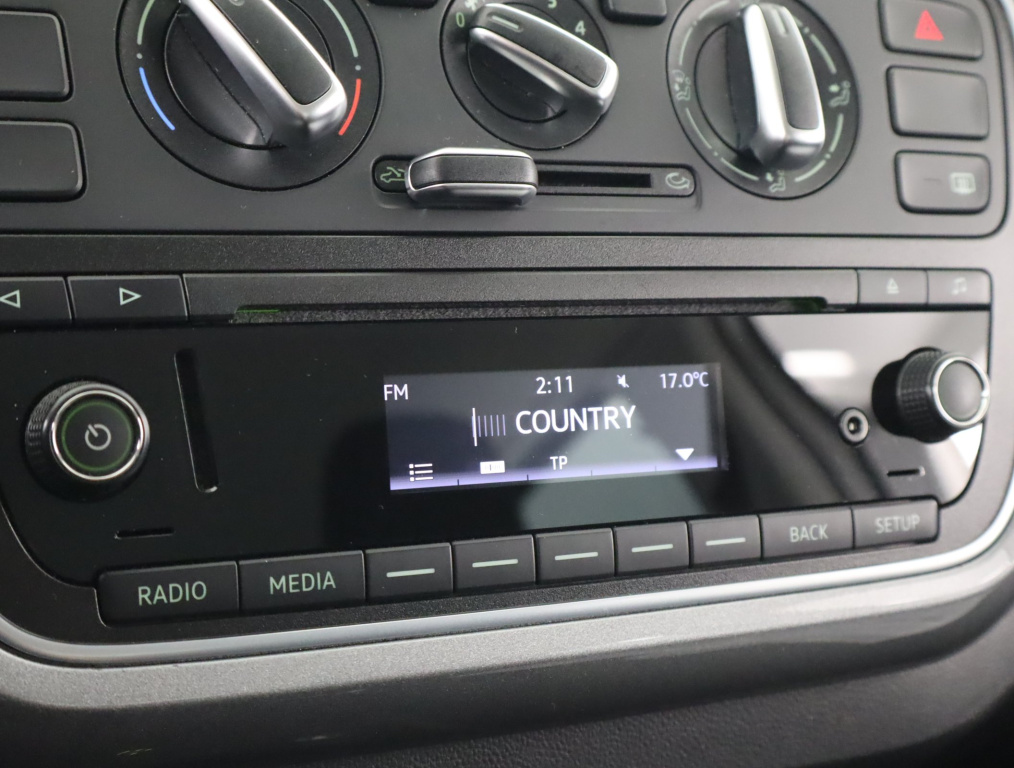 0 3 4
FM 2:11 17.0°C
COUNTRY
TP
RADIO MEDIA BACK SETUP